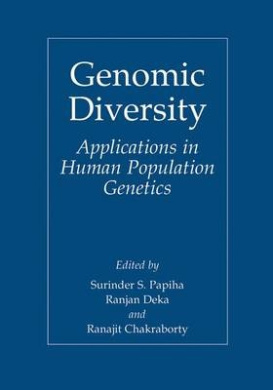 Genomic
Diversity
Applications in
Human Population
Genetics
Edited by
Surinder S. Papiha
Ranjan Deka
and
Ranajit Chakraborty